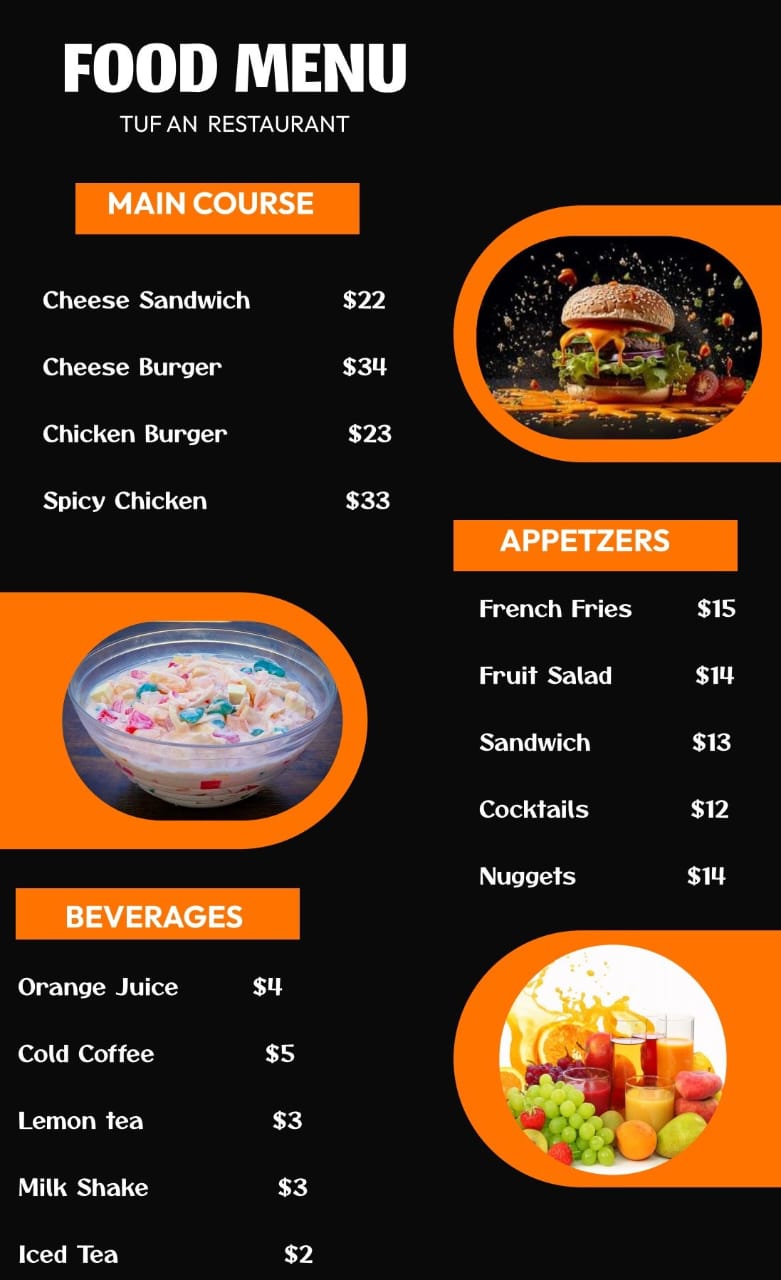 FOOD MENU
TUF AN RESTAURANT
MAIN COURSE
Cheese Sandwich $22
Cheese Burger $34
Chicken Burger $23
Spicy Chicken $33
APPETZERS
French Fries $15
Fruit Salad $14
Sandwich $13
Cocktails $12
Nuggets $14
BEVERAGES
Orange Juice $4
Cold Coffee $5
Lemon tea $3
Milk Shake $3
Iced Tea $2